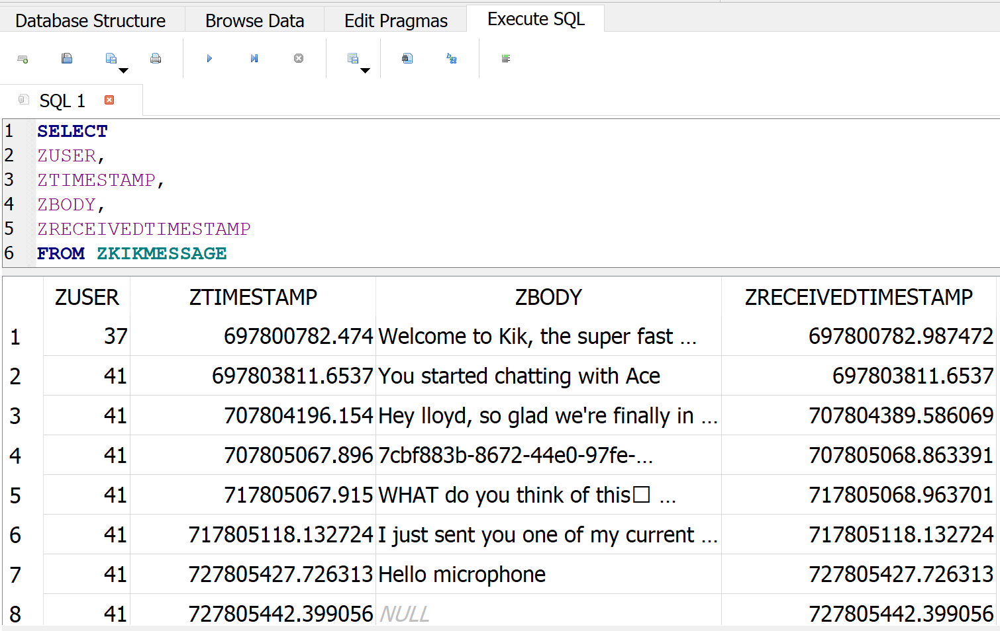 Database Structure Browse Data Edit Pragmas Execute SQL
SQL 1
1 SELECT
2 ZUSER,
3 ZTIMESTAMP,
4 ZBODY,
5 ZRECEIVEDTIMESTAMP
6 FROM ZKIKMESSAGE
ZUSER ZTIMESTAMP ZBODY ZRECEIVEDTIMESTAMP
1 37 697800782.474 Welcome to Kik, the super fast ... 697800782.987472
2 41 697803811.6537 You started chatting with Ace 697803811.6537
3 41 707804196.154 Hey lloyd, so glad we're finally in ... 707804389.586069
4 41 707805067.896 7cbf883b-8672-44e0-97fe-... 707805068.863391
5 41 717805067.915 WHAT do you think of this□ ... 717805068.963701
6 41 717805118.132724 I just sent you one of my current ... 717805118.132724
7 41 727805427.726313 Hello microphone 727805427.726313
8 41 727805442.399056 NULL 727805442.399056